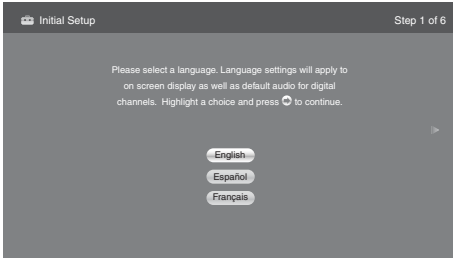 Initial Setup
Step 1 of 6
Please select a language. Language settings will apply to
on screen display as well as default audio for digital
channels. Highlight a choice and press to continue.
English
Español
Français